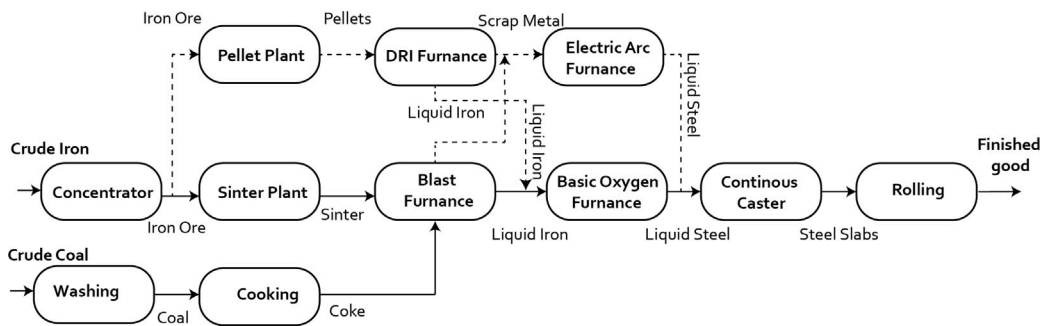 Iron Ore
Pellets
Scrap Metal
Pellet Plant
DRI Furnance
Electric Arc
Furnance
Liquid Iron
Liquid Iron
Liquid Steel
Crude Iron
Finished
good
Concentrator
Sinter Plant
Blast
Furnance
Basic Oxygen
Furnance
Continous
Caster
Rolling
Iron Ore
Sinter
Liquid Iron
Liquid Steel
Steel Slabs
Crude Coal
Washing
Cooking
Coal
Coke